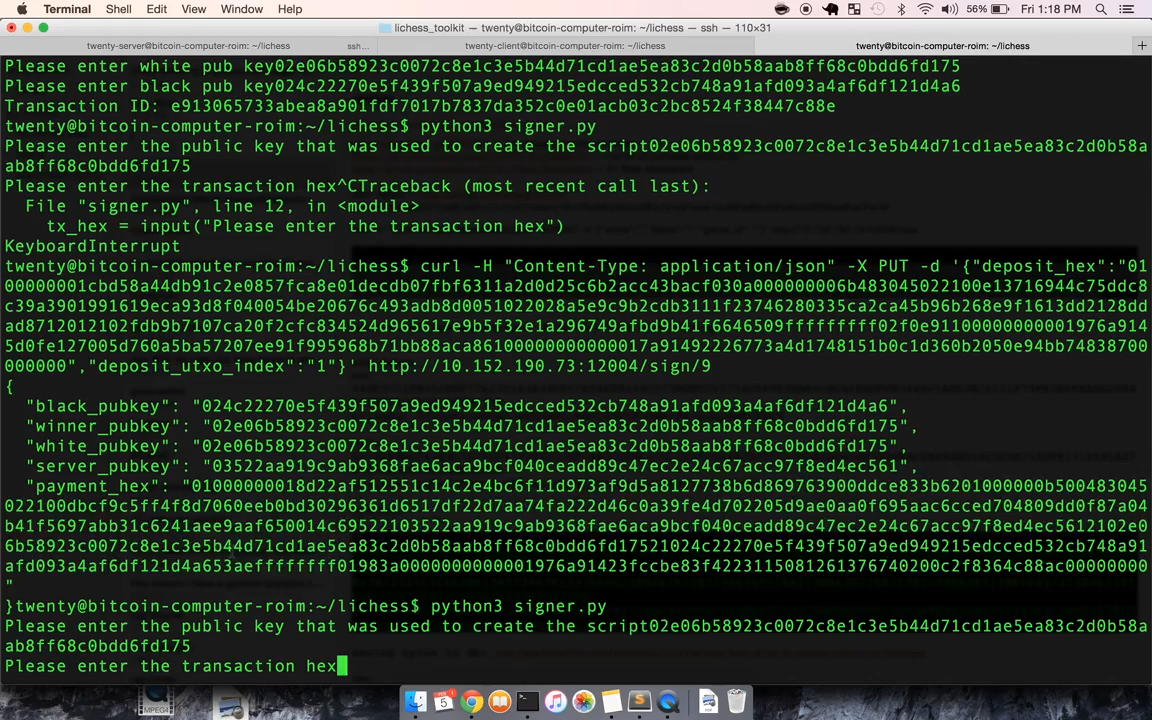 Terminal Shell Edit View Window Help 56% Fri 1:18 PM
lichess_toolkit — ssh — 110×31
twenty-server@bitcoin-computer-roim: ~/lichess ssh... twenty-client@bitcoin-computer-roim: ~/lichess twenty@bitcoin-computer-roim: ~/lichess
Please enter white pub key02e06b58923c0072c8e1c3e5b44d71cd1ae5ea83c2d0b58aab8ff68c0bdd6fd175
Please enter black pub key024c22270e5f439f507a9ed949215edcced532cb748a91afd093a4af6df121d4a6
Transaction ID: e913065733abea8a901fdf7017b7837da352c0e01acb03c2bc8524f38447c88e
twenty@bitcoin-computer-roim:~/lichess$ python3 signer.py
Please enter the public key that was used to create the script02e06b58923c0072c8e1c3e5b44d71cd1ae5ea83c2d0b58a
ab8ff68c0bdd6fd175
Please enter the transaction hex^CTraceback (most recent call last):
File "signer.py", line 12, in <module>
tx_hex = input("Please enter the transaction hex")
KeyboardInterrupt
twenty@bitcoin-computer-roim:~/lichess$ curl -H "Content-Type: application/json" -X PUT -d '{"deposit_hex":"01
00000001cbd58a44db91c2e0857fca8e01decdb07fbf6311a2d0d25c6b2acc43bacf030a000000006b483045022100e13716944c75ddc8
c39a3901991619eca93d8f040054be20676c493adb8d0051022028a5e9c9b2cdb3111f23746280335ca2ca45b96b268e9f1613dd2128dd
ad8712012102fdb9b7107ca20f2cfc834524d965617e9b5f32e1a296749afbd9b41f6646509fffffffff02f0e91100000000001976a914
5d0fe127005d760a5ba57207ee91f995968b71bb88aca86100000000000017a91492226773a4d1748151b0c1d360b2050e94bb74838700
000000","deposit_utxo_index":"1"}' http://10.152.190.73:12004/sign/9
{
"black_pubkey": "024c22270e5f439f507a9ed949215edcced532cb748a91afd093a4af6df121d4a6",
"winner_pubkey": "02e06b58923c0072c8e1c3e5b44d71cd1ae5ea83c2d0b58aab8ff68c0bdd6fd175",
"white_pubkey": "02e06b58923c0072c8e1c3e5b44d71cd1ae5ea83c2d0b58aab8ff68c0bdd6fd175",
"server_pubkey": "03522aa919c9ab9368fae6aca9bcf040ceadd89c47ec2e24c67acc97f8ed4ec561",
"payment_hex": "01000000018d22af512551c14c2e4bc6f11d973af9d5a8127738b6d869763900ddce833b6201000000b500483045
022100dbcf9c5ff4f8d7060eeb0bd30296361d6517df22d7aa74fa222d46c0a39fe4d702205d9ae0aa0f695aac6cced704809dd0f87a04
b41f5697abb31c6241aee9aaf650014c69522103522aa919c9ab9368fae6aca9bcf040ceadd89c47ec2e24c67acc97f8ed4ec5612102e0
6b58923c0072c8e1c3e5b44d71cd1ae5ea83c2d0b58aab8ff68c0bdd6fd17521024c22270e5f439f507a9ed949215edcced532cb748a91
afd093a4af6df121d4a653aeffffffff01983a0000000000001976a91423fccbe83f4223115081261376740200c2f8364c88ac00000000
"
}twenty@bitcoin-computer-roim:~/lichess$ python3 signer.py
Please enter the public key that was used to create the script02e06b58923c0072c8e1c3e5b44d71cd1ae5ea83c2d0b58a
ab8ff68c0bdd6fd175
Please enter the transaction hex